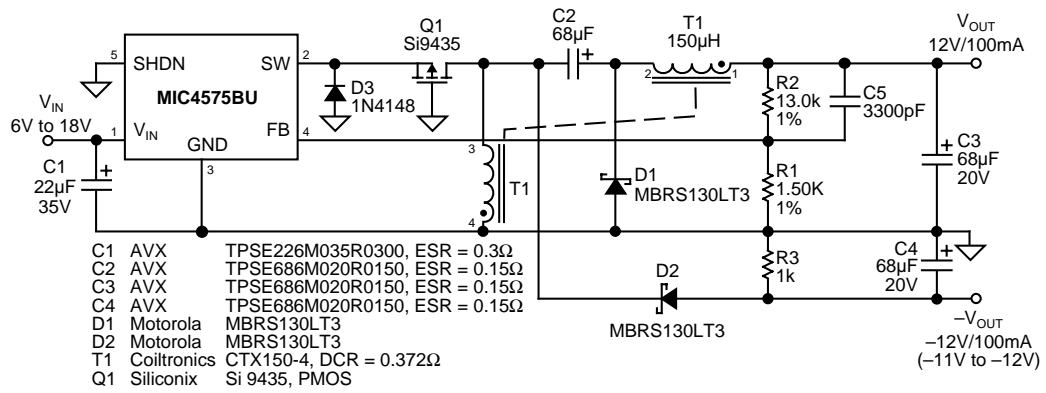 Q1
Si9435
C2
68µF
+
T1
150µH
2
1
VOUT
12V/100mA
5
SHDN
SW
2
MIC4575BU
D3
1N4148
R2
13.0k
1%
C5
3300pF
VIN
6V to 18V
1
VIN
FB
4
GND
3
C1
22µF
35V
+
3
T1
4
D1
MBRS130LT3
R1
1.50K
1%
C3
68µF
20V
+
C1 AVX TPSE226M035R0300, ESR = 0.3Ω
C2 AVX TPSE686M020R0150, ESR = 0.15Ω
C3 AVX TPSE686M020R0150, ESR = 0.15Ω
C4 AVX TPSE686M020R0150, ESR = 0.15Ω
D1 Motorola MBRS130LT3
D2 Motorola MBRS130LT3
T1 Coiltronics CTX150-4, DCR = 0.372Ω
Q1 Siliconix Si 9435, PMOS
D2
MBRS130LT3
R3
1k
C4
68µF
20V
+
–VOUT
–12V/100mA
(–11V to –12V)